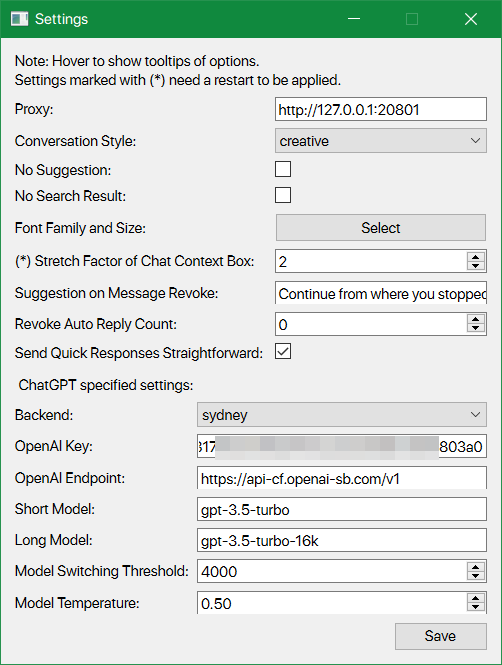 Settings
Note: Hover to show tooltips of options.
Settings marked with (*) need a restart to be applied.
Proxy: http://127.0.0.1:20801
Conversation Style: creative
No Suggestion:
No Search Result:
Font Family and Size: Select
(*) Stretch Factor of Chat Context Box: 2
Suggestion on Message Revoke: Continue from where you stopped
Revoke Auto Reply Count: 0
Send Quick Responses Straightforward:
ChatGPT specified settings:
Backend: sydney
OpenAI Key: 317 803a0
OpenAI Endpoint: https://api-cf.openai-sb.com/v1
Short Model: gpt-3.5-turbo
Long Model: gpt-3.5-turbo-16k
Model Switching Threshold: 4000
Model Temperature: 0.50
Save